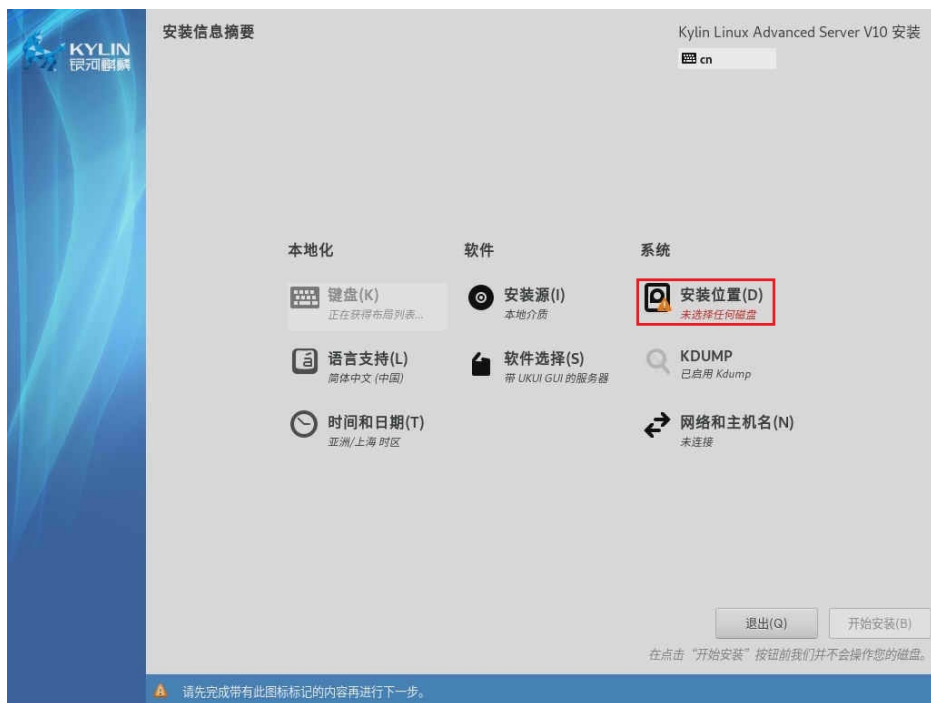 KYLIN
银河麒麟
安装信息摘要
Kylin Linux Advanced Server V10 安装
cn
本地化
键盘(K)
正在获得布局列表...
语言支持(L)
简体中文 (中国)
时间和日期(T)
亚洲/上海 时区
软件
安装源(I)
本地介质
软件选择(S)
带 UKUI GUI 的服务器
系统
安装位置(D)
未选择任何磁盘
KDUMP
已启用 Kdump
网络和主机名(N)
未连接
退出(Q)
开始安装(B)
在点击“开始安装”按钮前我们并不会操作您的磁盘。
请先完成带有此图标标记的内容再进行下一步。